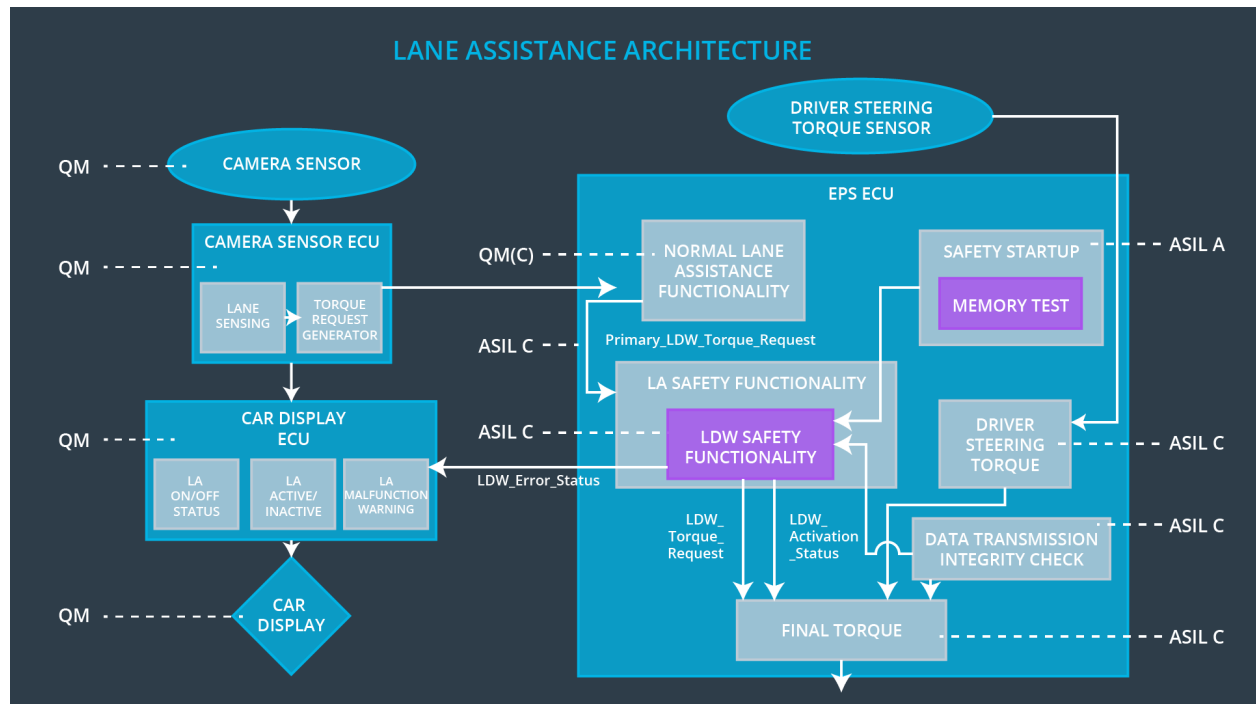 LANE ASSISTANCE ARCHITECTURE
DRIVER STEERING
TORQUE SENSOR
QM
CAMERA SENSOR
EPS ECU
CAMERA SENSOR ECU
QM
LANE
SENSING
TORQUE
REQUEST
GENERATOR
QM(C)
NORMAL LANE
ASSISTANCE
FUNCTIONALITY
SAFETY STARTUP
MEMORY TEST
ASIL A
ASIL C
Primary_LDW_Torque_Request
LA SAFETY FUNCTIONALITY
CAR DISPLAY
ECU
QM
LA
ON/OFF
STATUS
LA
ACTIVE/
INACTIVE
LA
MALFUNCTION
WARNING
ASIL C
LDW SAFETY
FUNCTIONALITY
DRIVER
STEERING
TORQUE
ASIL C
LDW_Error_Status
LDW_
Torque_
Request
LDW_
Activation
_Status
DATA TRANSMISSION
INTEGRITY CHECK
ASIL C
QM
CAR
DISPLAY
FINAL TORQUE
ASIL C